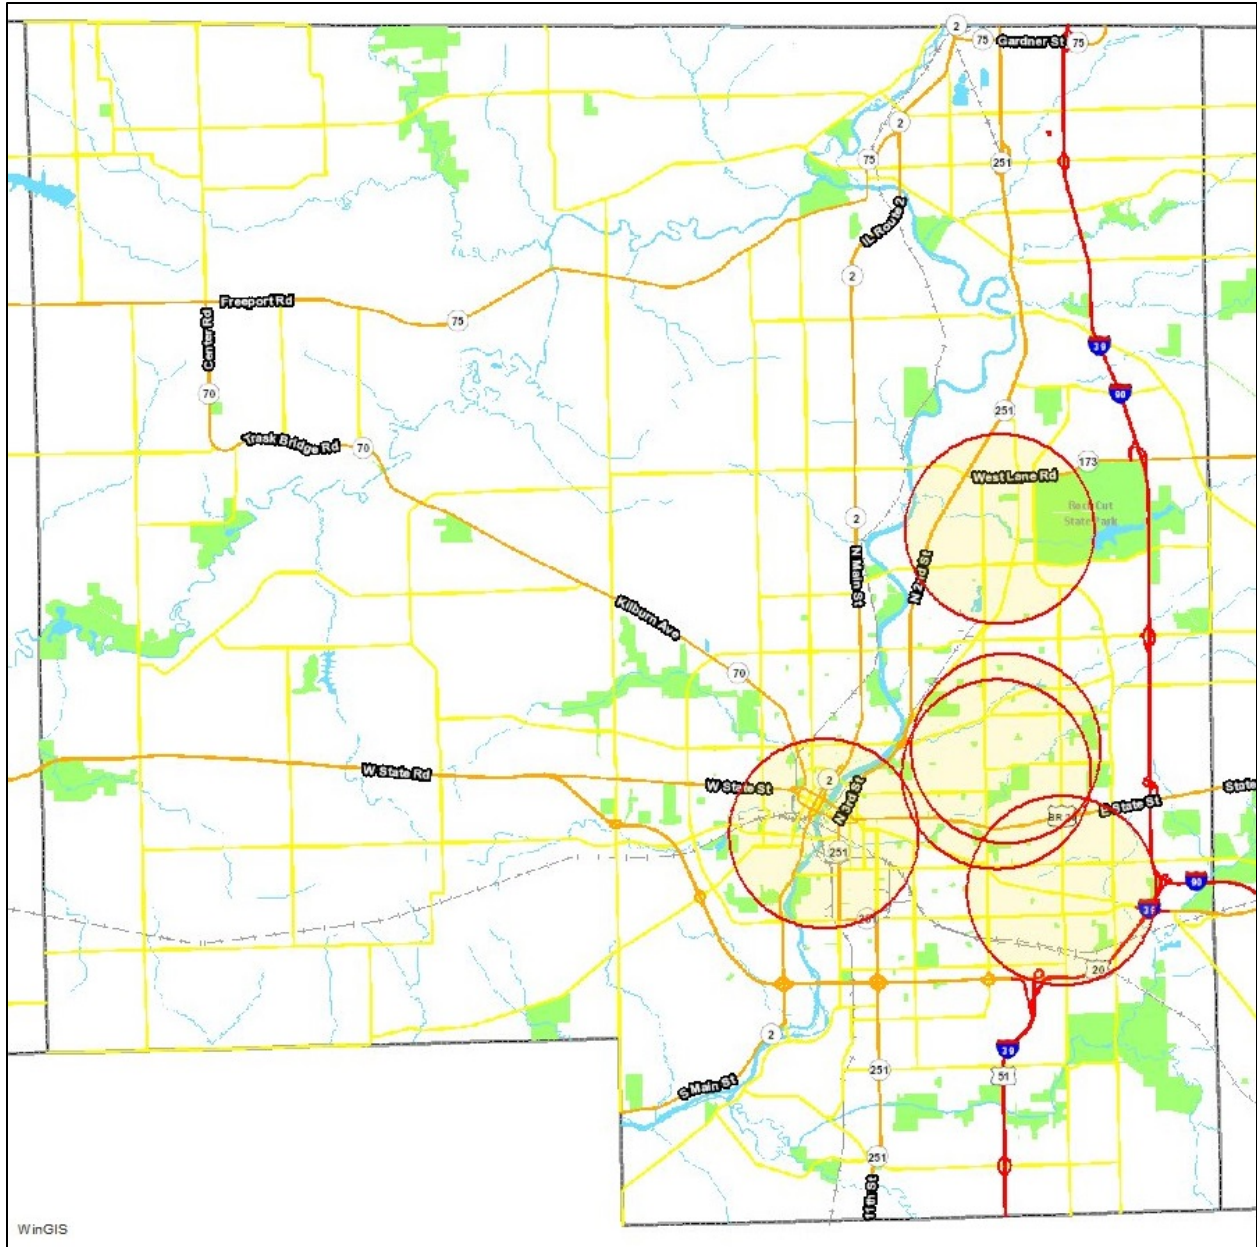 2
75
Gardner St
75
2
75
251
IL Route 2
2
Freeport Rd
75
Center Rd
39
90
70
251
Trask Bridge Rd
70
173
West Lane Rd
Rock Cut
State Park
2
N Main St
N 2nd St
Kilburn Ave
70
W State Rd
2
W State St
N 3rd St
E State St
State
BR 2
251
90
39
251
20
2
39
51
S Main St
251
251
11th St
WinGIS